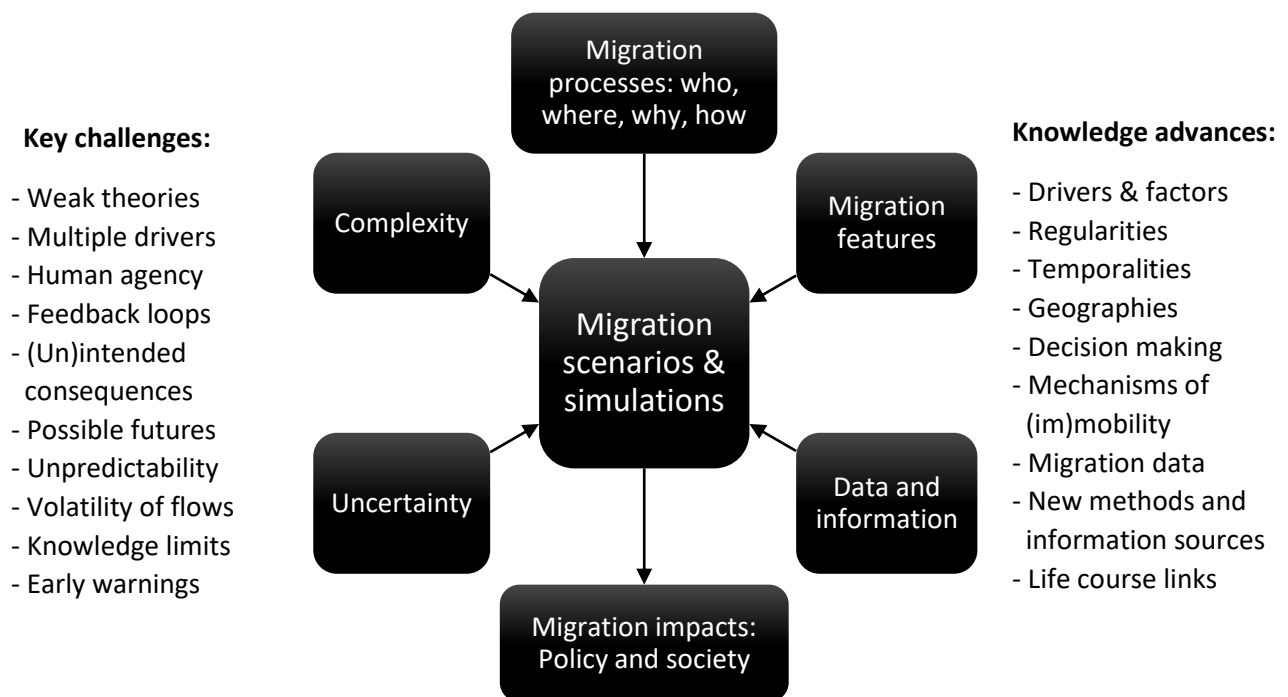 Migration
processes: who,
where, why, how
Key challenges:
- Weak theories
- Multiple drivers
- Human agency
- Feedback loops
- (Un)intended
consequences
- Possible futures
- Unpredictability
- Volatility of flows
- Knowledge limits
- Early warnings
Complexity
Uncertainty
Migration
scenarios &
simulations
Migration
features
Data and
information
Migration impacts:
Policy and society
Knowledge advances:
- Drivers & factors
- Regularities
- Temporalities
- Geographies
- Decision making
- Mechanisms of
(im)mobility
- Migration data
- New methods and
information sources
- Life course links